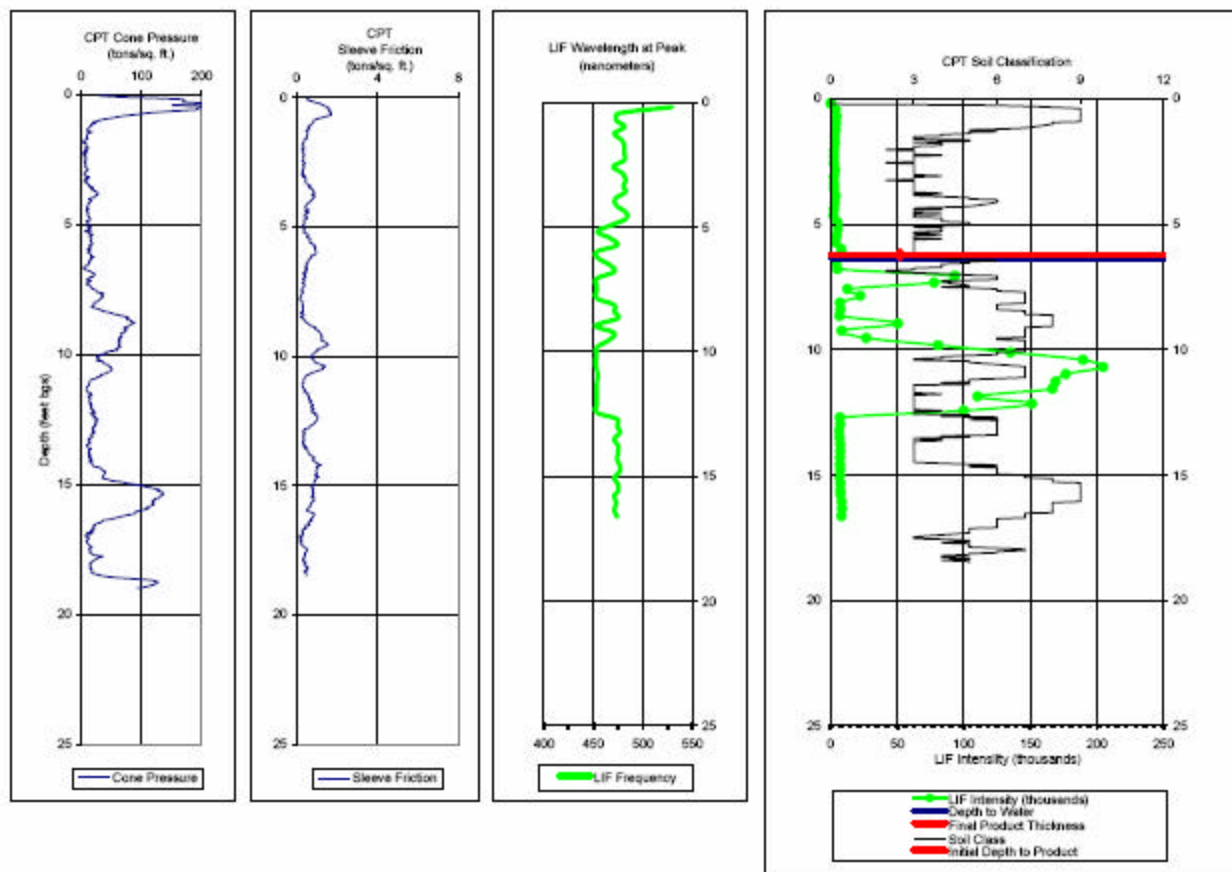 CPT Cone Pressure
(tons/sq. ft.)
0 100 200
0
5
10
15
20
25
Depth (feet bgs)
Cone Pressure
CPT
Sleeve Friction
(tons/sq. ft.)
0 4 8
0
5
10
15
20
25
Sleeve Friction
LIF Wavelength at Peak
(nanometers)
0
5
10
15
20
25
400 450 500 550
LIF Frequency
CPT Soil Classification
0 3 6 9 12
0 0
5 5
10 10
15 15
20 20
25 25
0 50 100 150 200 250
LIF Intensity (thousands)
LIF Intensity (thousands)
Depth to Water
Final Product Thickness
Soil Class
Initial Depth to Product